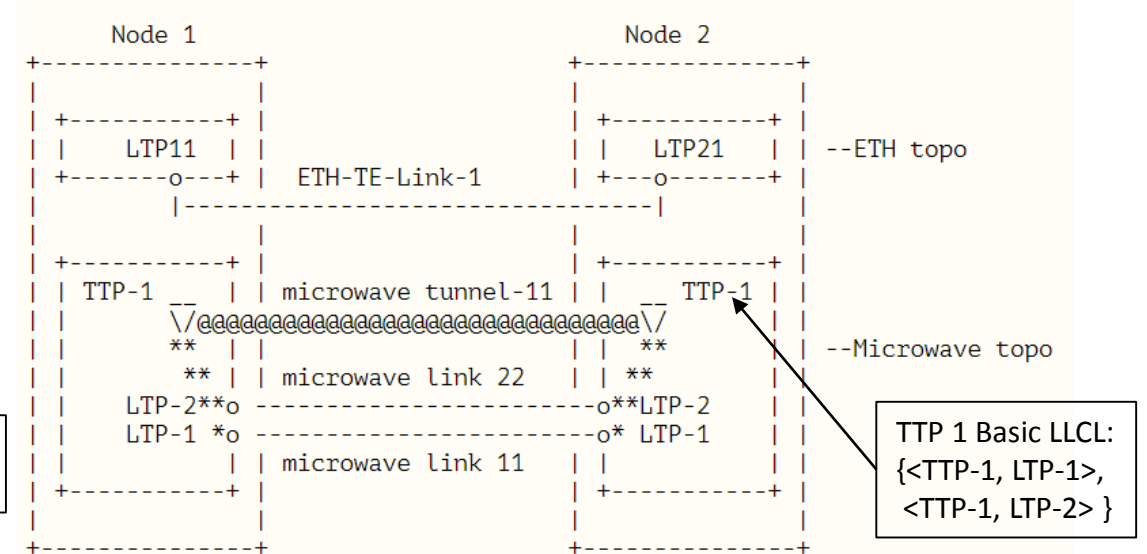 Node 1 Node 2
LTP11 LTP21 --ETH topo
ETH-TE-Link-1
TTP-1 microwave tunnel-11 TTP-1
\/@@@@@@@@@@@@@@@@@@@@@@@@@@@@@@@\/
** **
--Microwave topo
** microwave link 22 **
LTP-2**o -----------------------o**LTP-2
LTP-1 *o -----------------------o* LTP-1
microwave link 11
TTP 1 Basic LLCL:
{<TTP-1, LTP-1>,
<TTP-1, LTP-2> }